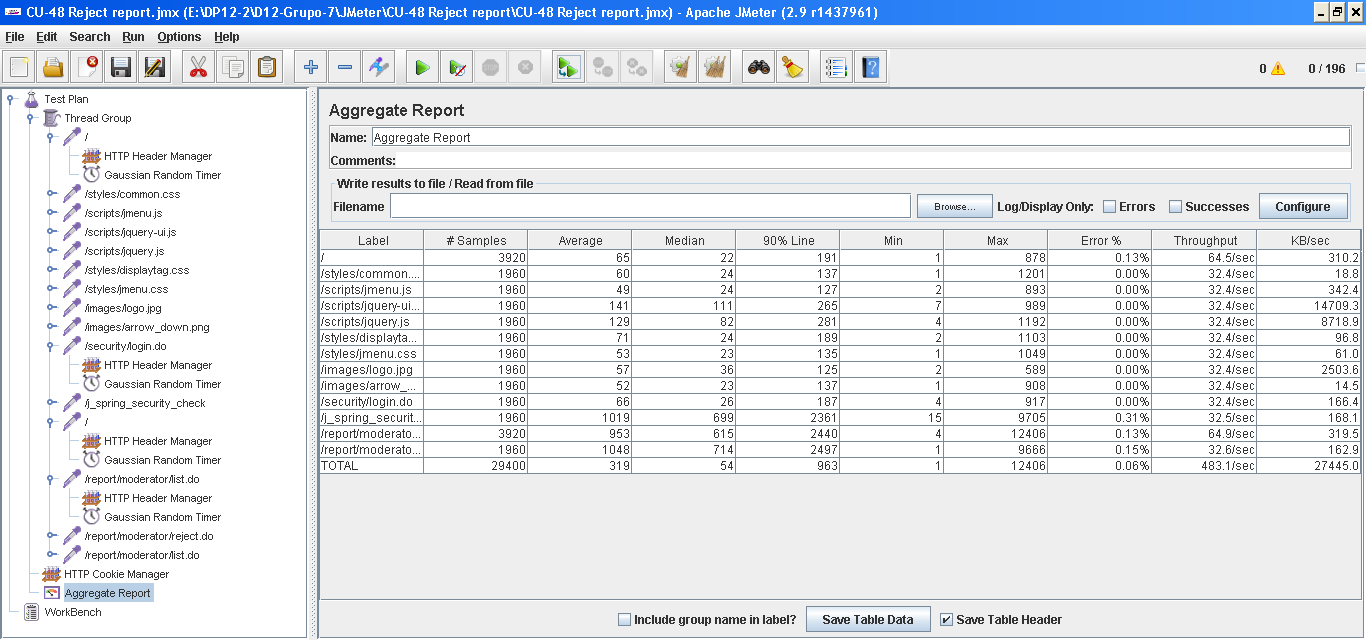 CU-48 Reject report.jmx (E:\DP12-2\D12-Grupo-7\JMeter\CU-48 Reject report\CU-48 Reject report.jmx) - Apache JMeter (2.9 r1437961)
File Edit Search Run Options Help
0 0 / 196
Test Plan
Thread Group
/
HTTP Header Manager
Gaussian Random Timer
/styles/common.css
/scripts/jmenu.js
/scripts/jquery-ui.js
/scripts/jquery.js
/styles/displaytag.css
/styles/jmenu.css
/images/logo.jpg
/images/arrow_down.png
/security/login.do
HTTP Header Manager
Gaussian Random Timer
/j_spring_security_check
/
HTTP Header Manager
Gaussian Random Timer
/report/moderator/list.do
HTTP Header Manager
Gaussian Random Timer
/report/moderator/reject.do
/report/moderator/list.do
HTTP Cookie Manager
Aggregate Report
WorkBench
Aggregate Report
Name: Aggregate Report
Comments:
Write results to file / Read from file
Filename Browse... Log/Display Only: Errors Successes Configure
Label # Samples Average Median 90% Line Min Max Error % Throughput KB/sec
/ 3920 65 22 191 1 878 0.13% 64.5/sec 310.2
/styles/common.... 1960 60 24 137 1 1201 0.00% 32.4/sec 18.8
/scripts/jmenu.js 1960 49 24 127 2 893 0.00% 32.4/sec 342.4
/scripts/jquery-ui... 1960 141 111 265 7 989 0.00% 32.4/sec 14709.3
/scripts/jquery.js 1960 129 82 281 4 1192 0.00% 32.4/sec 8718.9
/styles/displayta... 1960 71 24 189 2 1103 0.00% 32.4/sec 96.8
/styles/jmenu.css 1960 53 23 135 1 1049 0.00% 32.4/sec 61.0
/images/logo.jpg 1960 57 36 125 2 589 0.00% 32.4/sec 2503.6
/images/arrow_... 1960 52 23 137 1 908 0.00% 32.4/sec 14.5
/security/login.do 1960 66 26 187 4 917 0.00% 32.4/sec 166.4
/j_spring_securit... 1960 1019 699 2361 15 9705 0.31% 32.5/sec 168.1
/report/moderato... 3920 953 615 2440 4 12406 0.13% 64.9/sec 319.5
/report/moderato... 1960 1048 714 2497 1 9666 0.15% 32.6/sec 162.9
TOTAL 29400 319 54 963 1 12406 0.06% 483.1/sec 27445.0
Include group name in label? Save Table Data Save Table Header